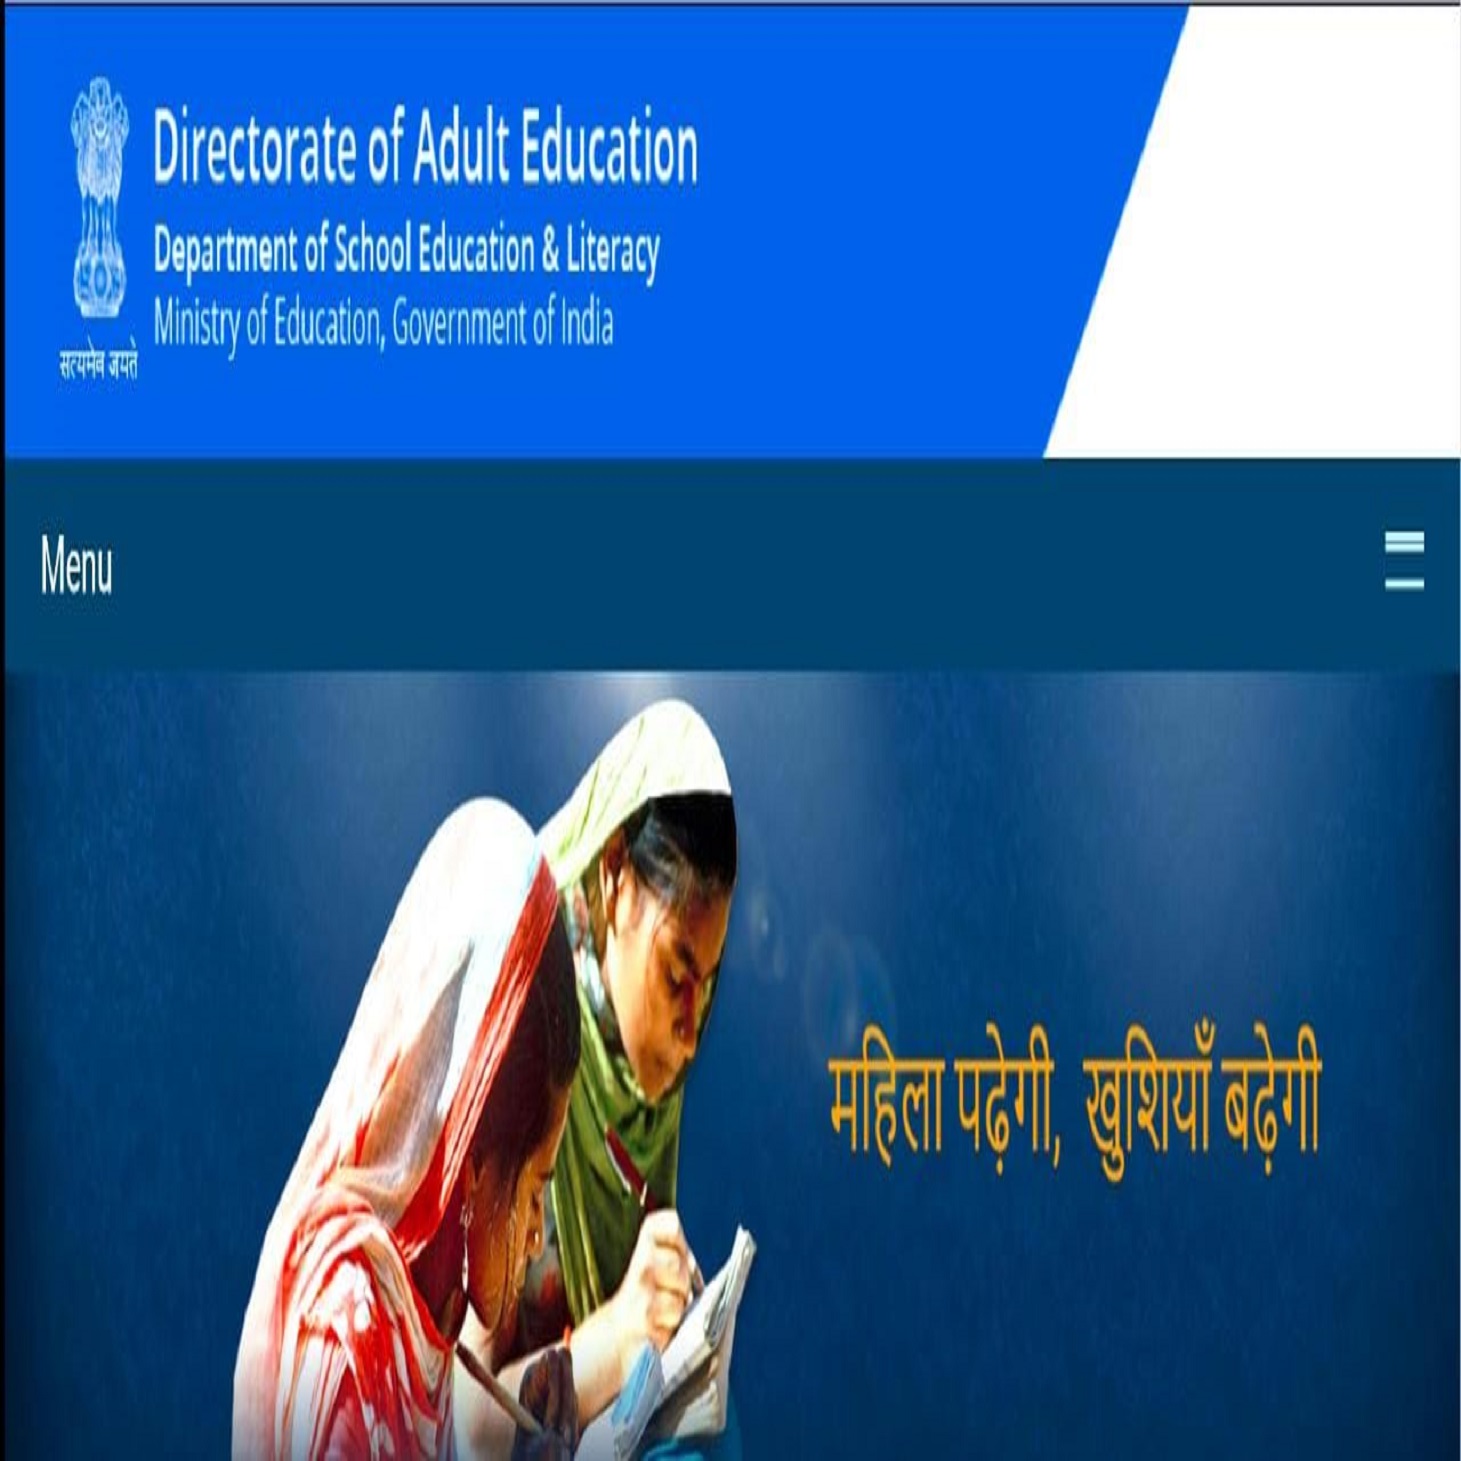 Directorate of Adult Education
Department of School Education & Literacy
Ministry of Education, Government of India
सत्यमेव जयते
Menu
महिला पढ़ेगी, खुशियाँ बढ़ेगी